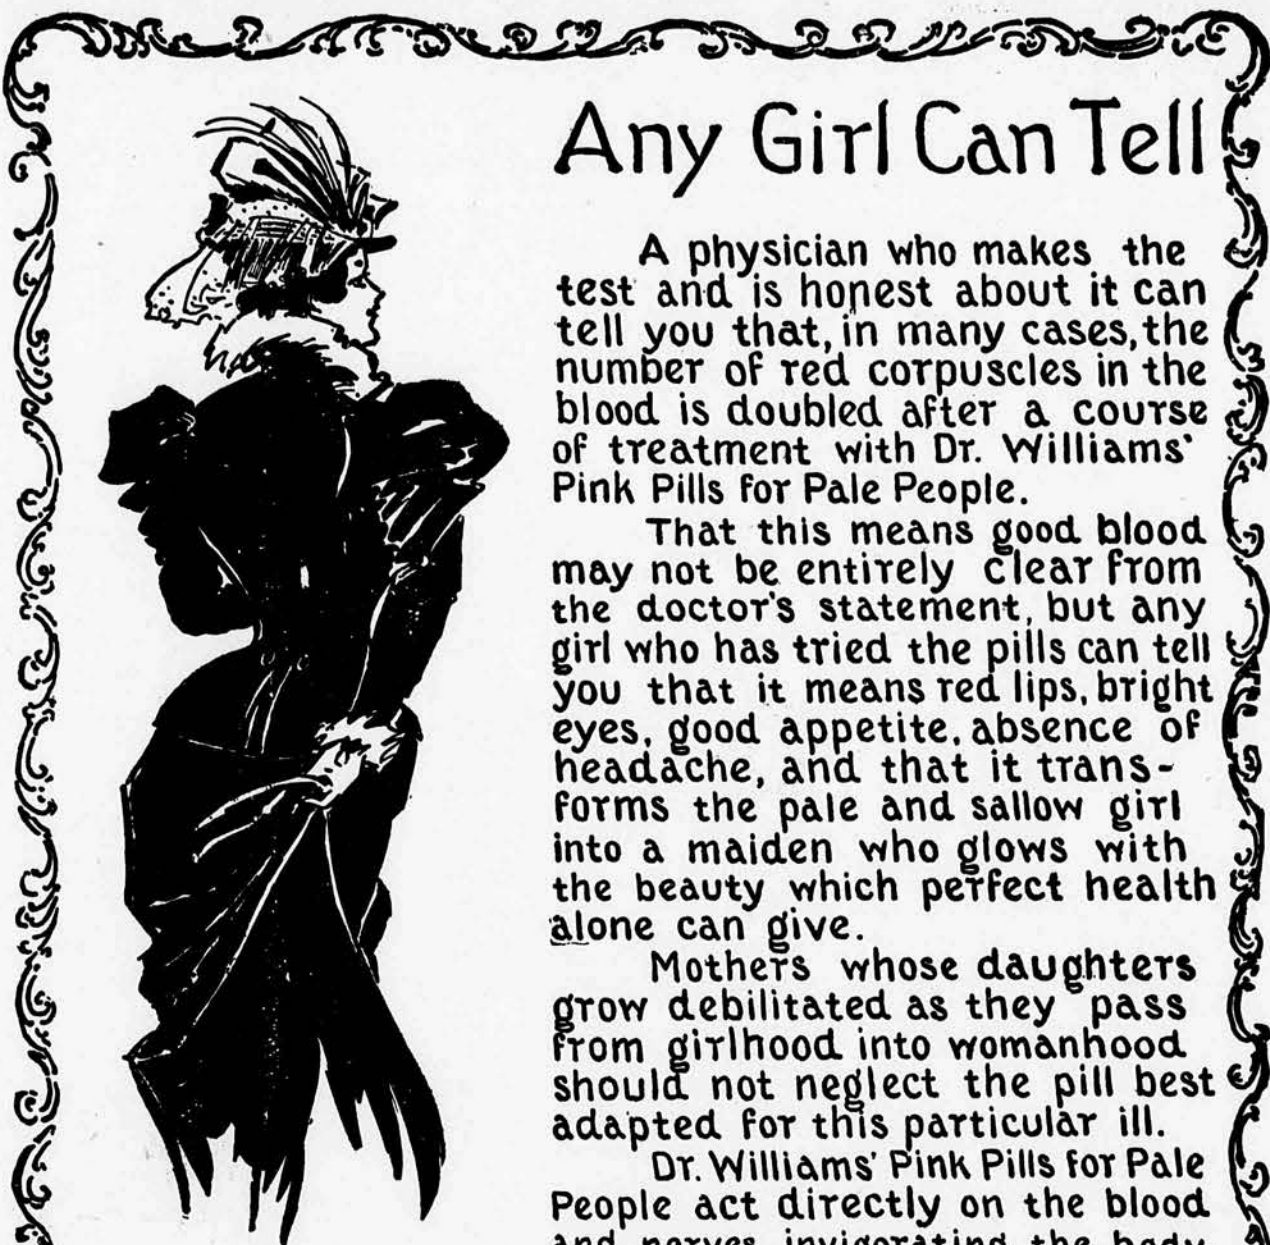 Any Girl Can Tell
A physician who makes the
test and is honest about it can
tell you that, in many cases, the
number of red corpuscles in the
blood is doubled after a course
of treatment with Dr. Williams'
Pink Pills for Pale People.
That this means good blood
may not be entirely clear from
the doctor's statement, but any
girl who has tried the pills can tell
you that it means red lips, bright
eyes, good appetite, absence of
headache, and that it trans-
forms the pale and sallow girl
into a maiden who glows with
the beauty which perfect health
alone can give.
Mothers whose daughters
grow debilitated as they pass
from girlhood into womanhood
should not neglect the pill best
adapted for this particular ill.
Dr. Williams' Pink Pills for Pale
People act directly on the blood
and nerves, invigorating the body